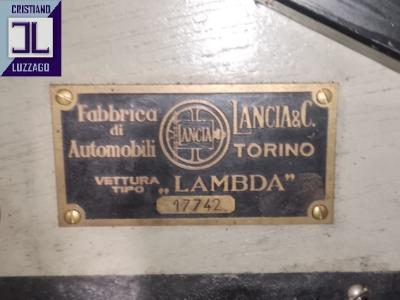 CRISTIANO
LUZZAGO
Fabbrica
di
Automobili
LANCIA
LANCIA&C.
TORINO
VETTURA
TIPO
„LAMBDA"
17742